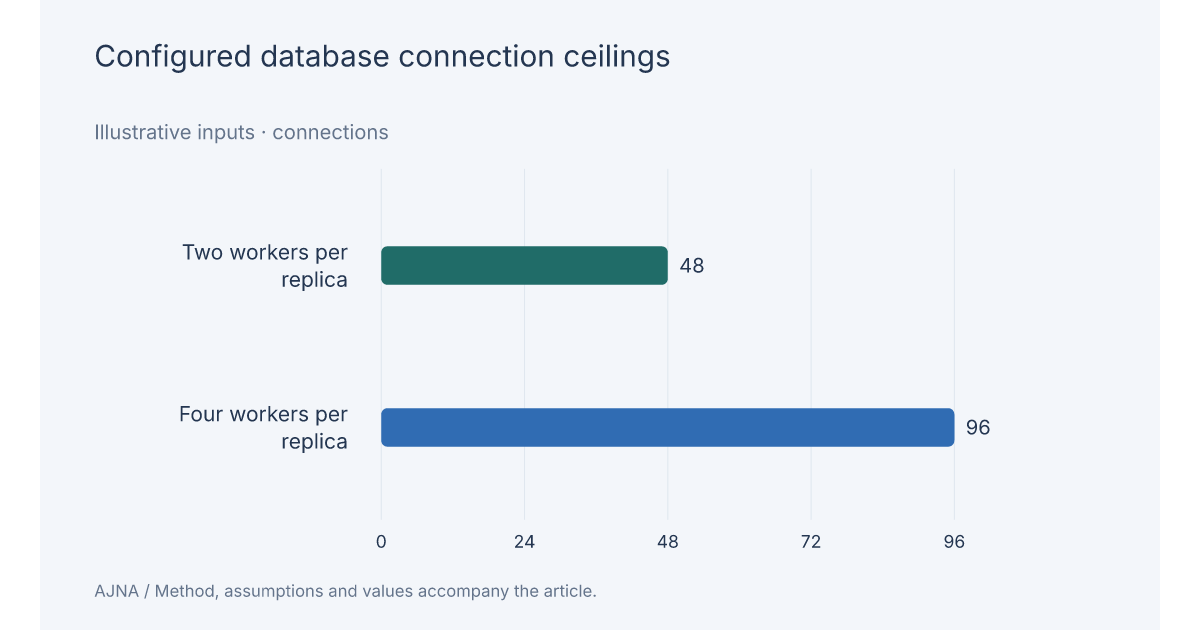 Configured database connection ceilings
Illustrative inputs · connections
Two workers per
replica
48
Four workers per
replica
96
0 24 48 72 96
AJNA / Method, assumptions and values accompany the article.